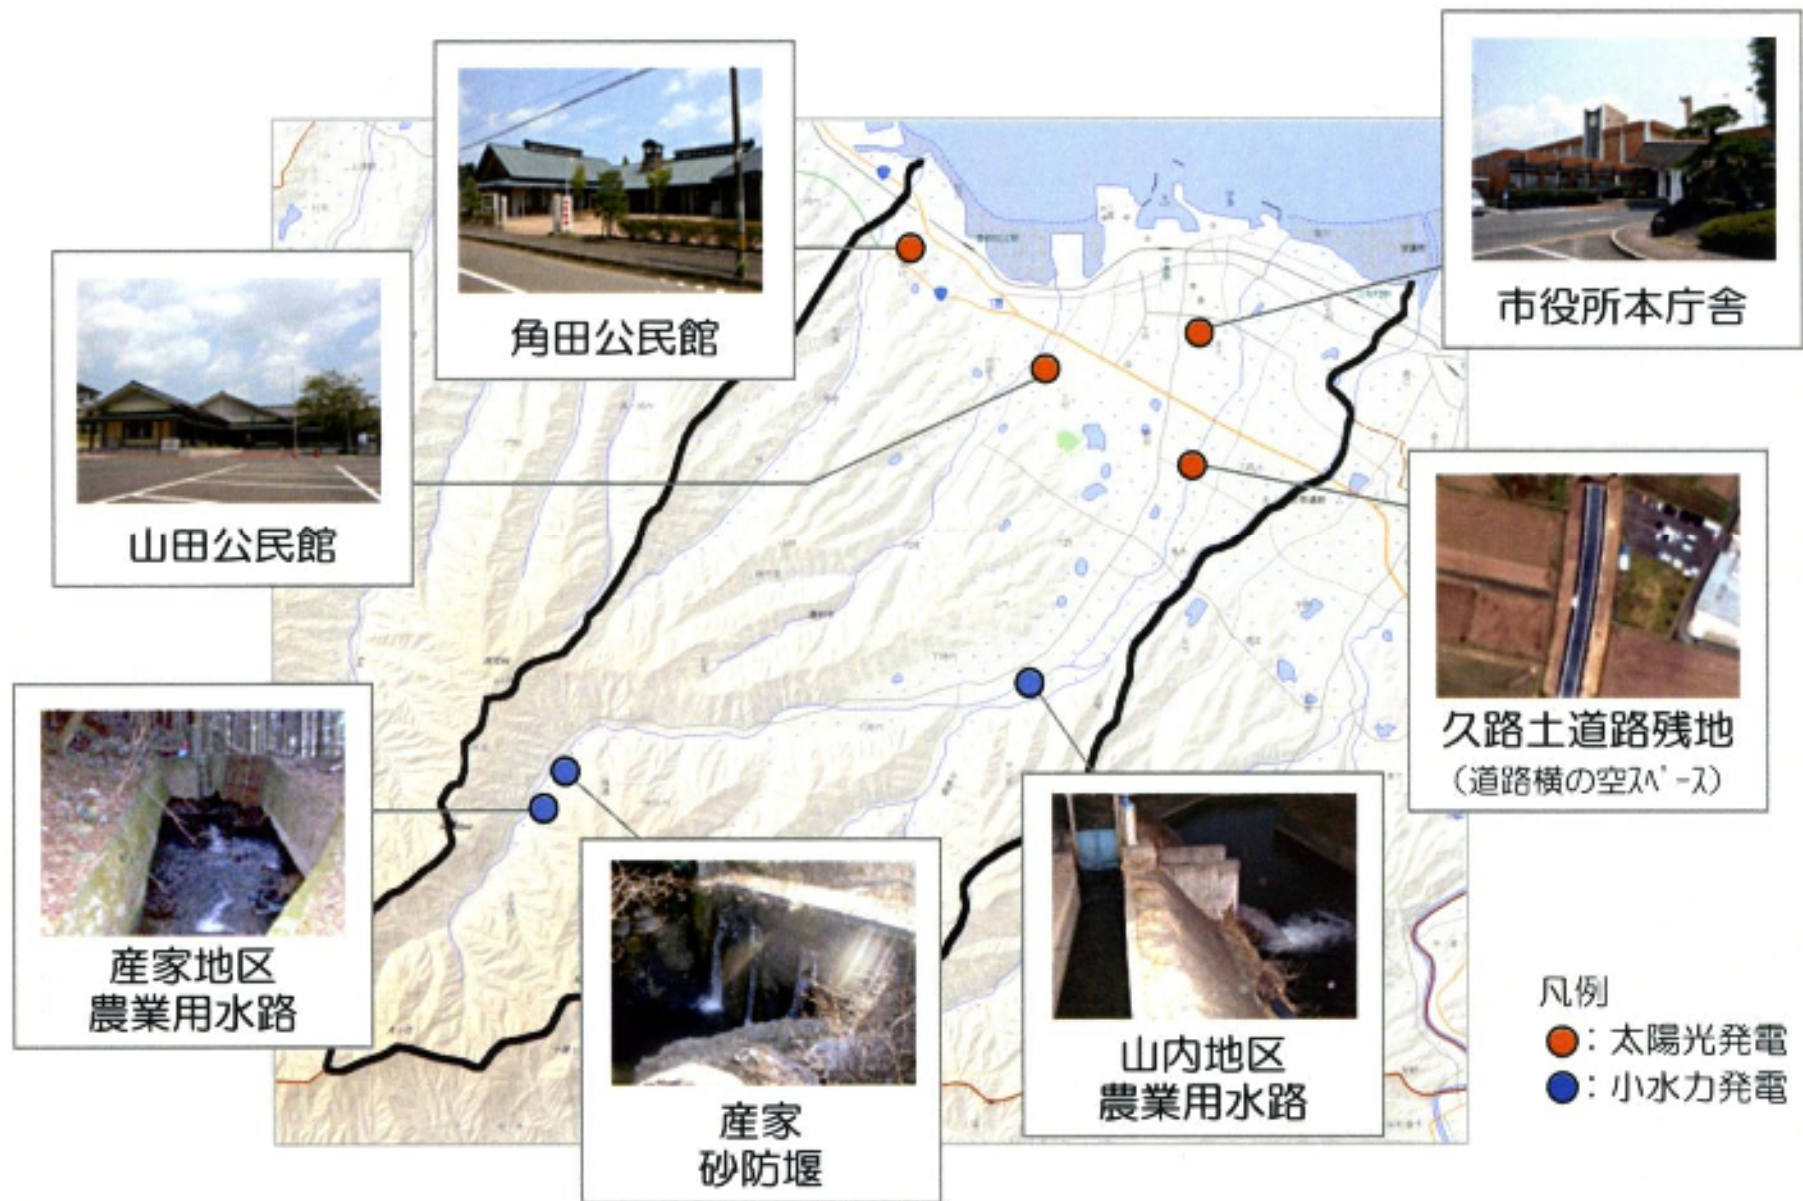 角田公民館
市役所本庁舎
山田公民館
久路土道路残地
(道路横の空ｽﾍﾟｰｽ)
産家地区
農業用水路
産家
砂防堰
山内地区
農業用水路
凡例
：太陽光発電
：小水力発電